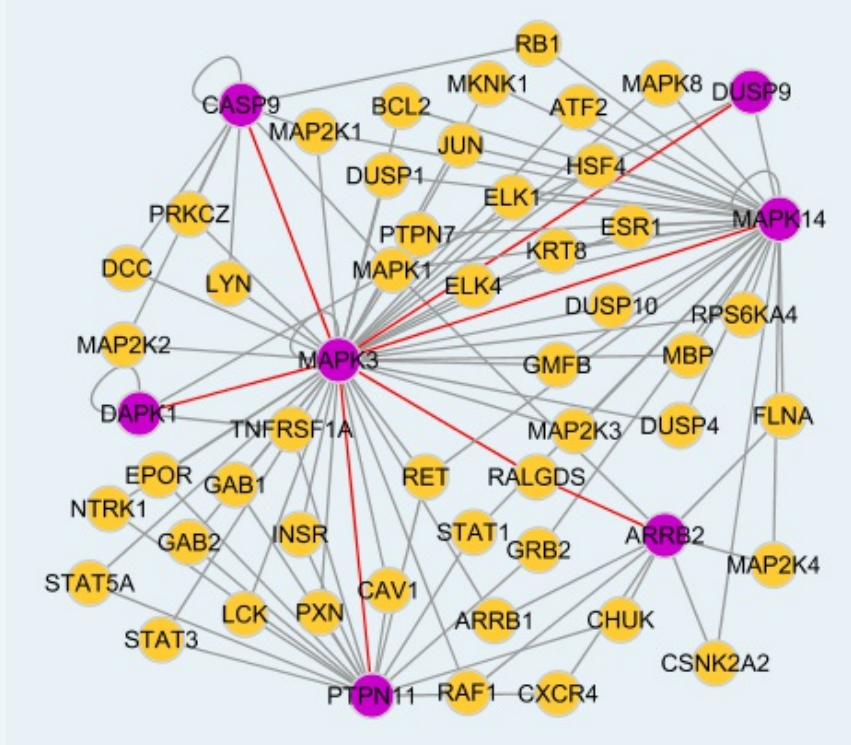 RB1
MKNK1
MAPK8
DUSP9
CASP9
BCL2
ATF2
MAP2K1
JUN
HSF4
DUSP1
ELK1
PRKCZ
MAPK14
PTPN7
ESR1
KRT8
DCC
LYN
MAPK1
ELK4
DUSP10
RPS6KA4
MAP2K2
MAPK3
GMFB
MBP
DAPK1
TNFRSF1A
MAP2K3
DUSP4
FLNA
EPOR
GAB1
RET
RALGDS
NTRK1
GAB2
INSR
STAT1
GRB2
ARRB2
STAT5A
CAV1
MAP2K4
LCK
PXN
ARRB1
CHUK
STAT3
CSNK2A2
PTPN11
RAF1
CXCR4